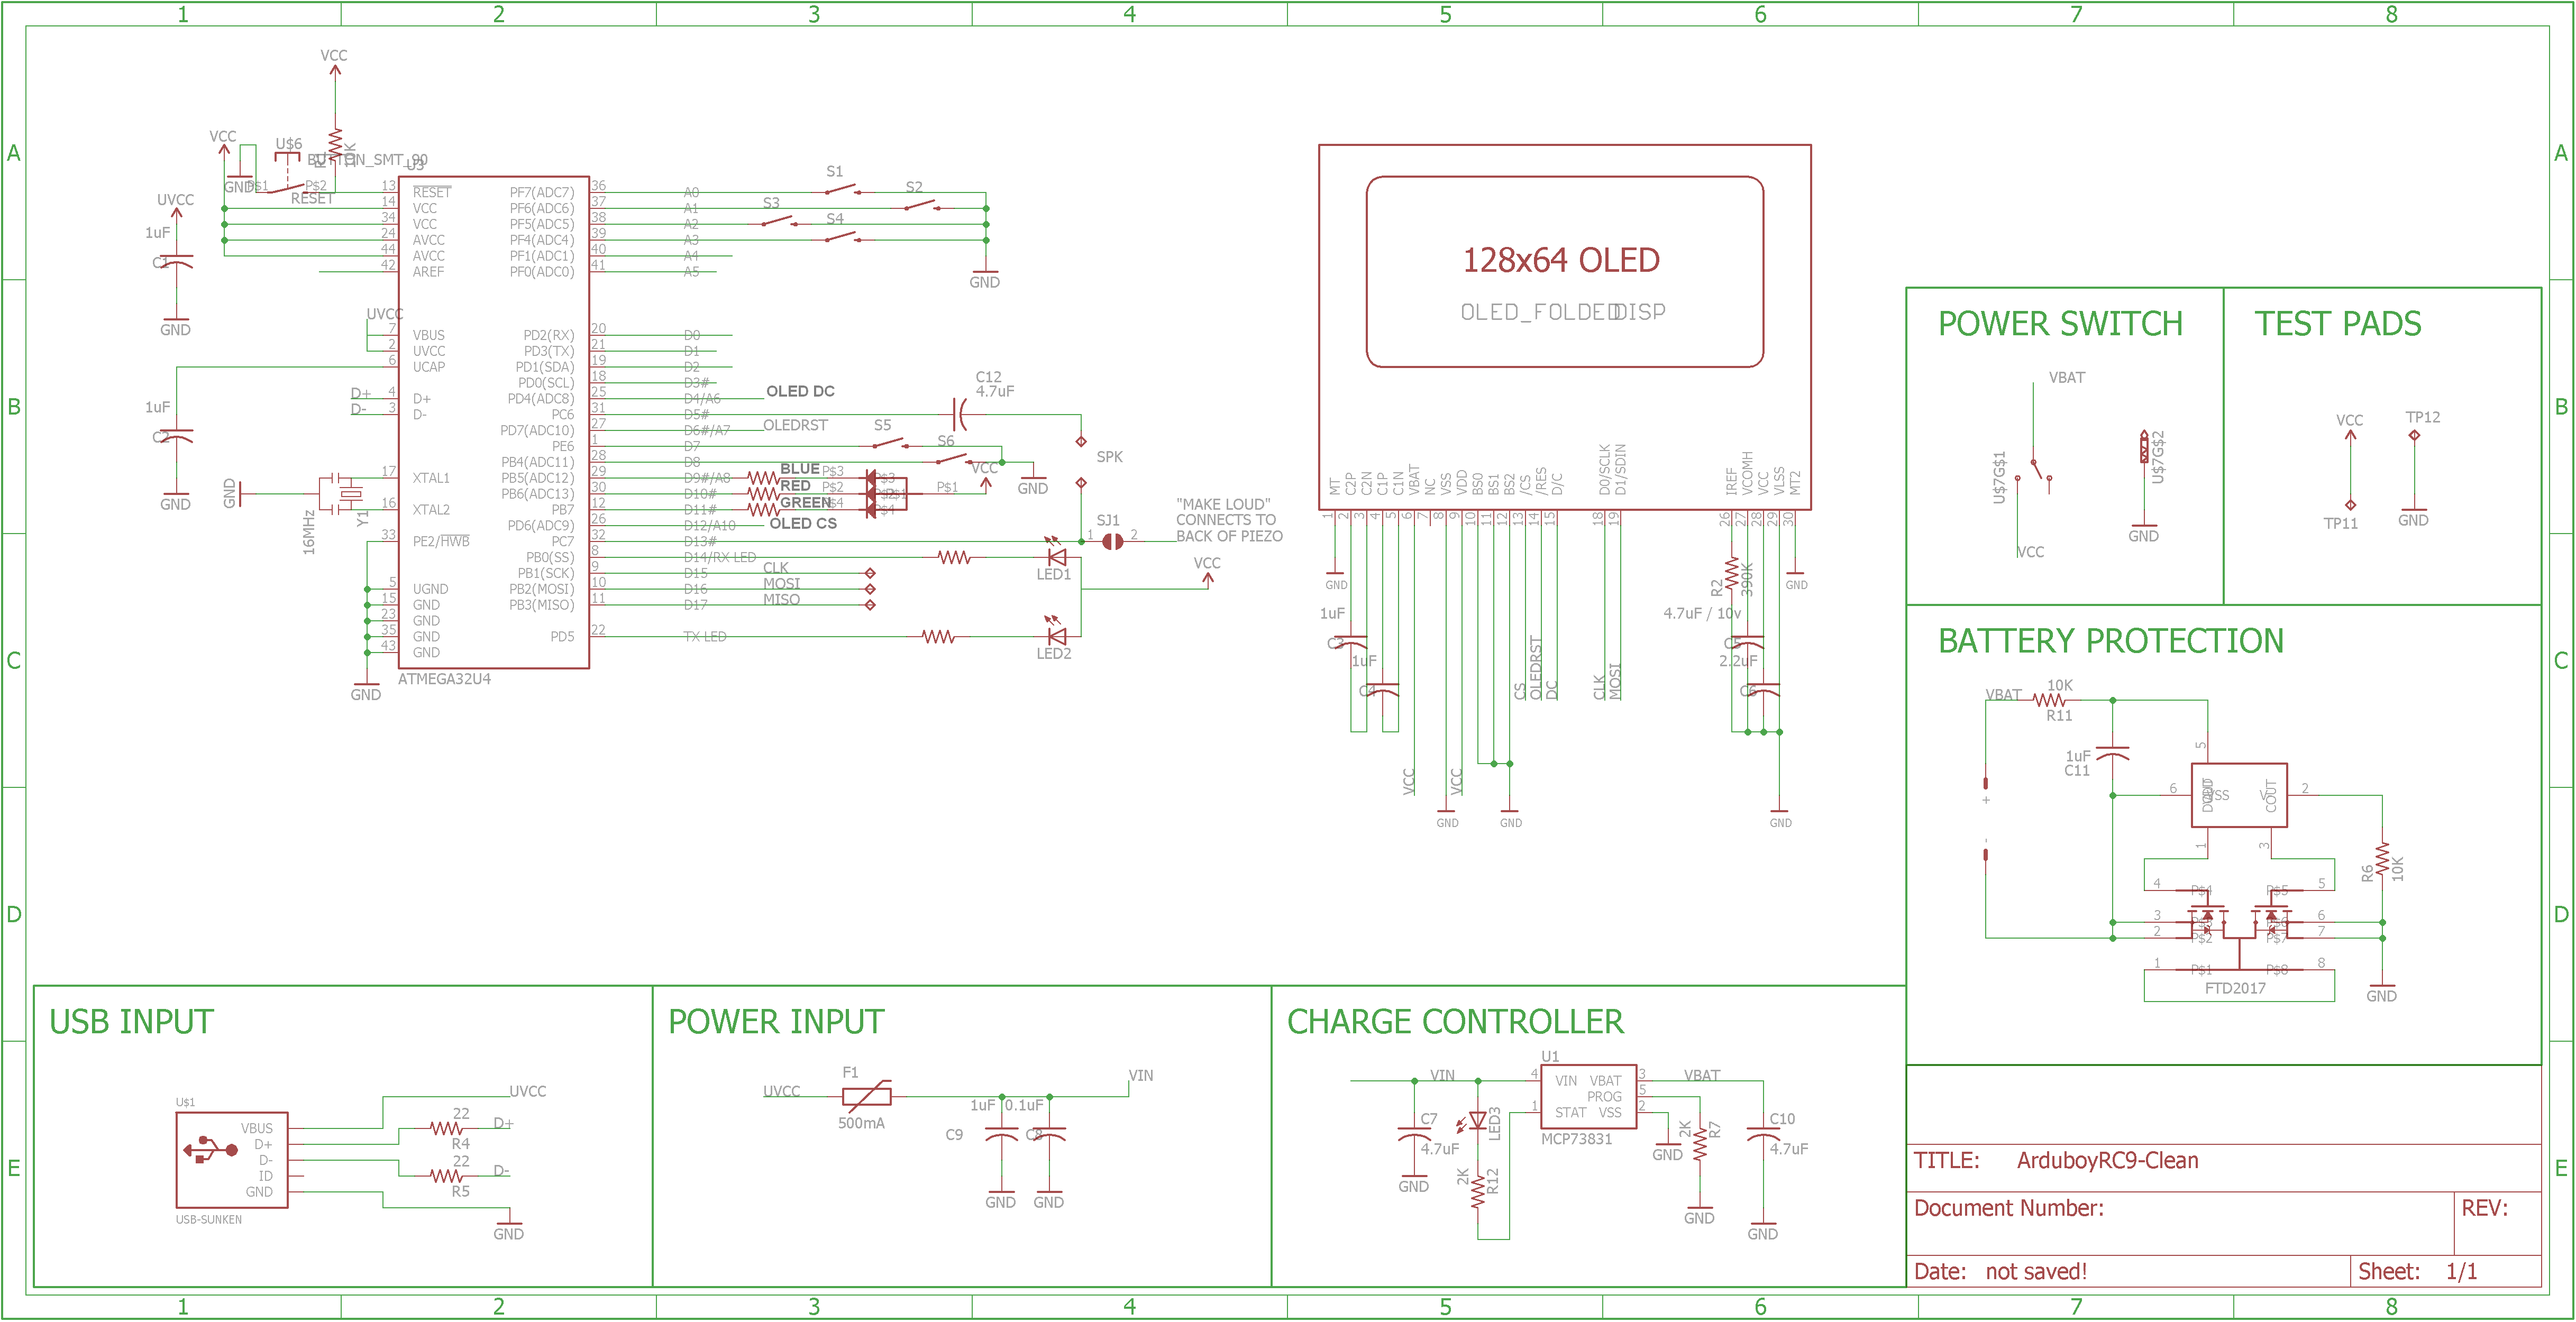 1 2 3 4 5 6 7 8
A
B
C
D
E
VCC
VCC
U$6
BUTTON_SMT_90
10K
U3
GND
P$1
P$2
RESET
UVCC
1uF
C1
GND
13 RESET PF7(ADC7) 36 A0
14 VCC PF6(ADC6) 37 A1
34 VCC PF5(ADC5) 38 A2
24 AVCC PF4(ADC4) 39 A3
44 AVCC PF1(ADC1) 40 A4
42 AREF PF0(ADC0) 41 A5
S1
S2
S3
S4
GND
UVCC
7 VBUS PD2(RX) 20 D0
2 UVCC PD3(TX) 21 D1
6 UCAP PD1(SDA) 19 D2
PD0(SCL) 18 D3#
D+ 4 D+ PD4(ADC8) 25 D4/A6 OLED DC
D- 3 D- PC6 31 D5#
PD7(ADC10) 27 D6#/A7 OLEDRST
PE6 1 D7
PB4(ADC11) 28 D8
17 XTAL1 PB5(ADC12) 29 D9#/A8 BLUE P$3
PB6(ADC13) 30 D10# RED P$2
16 XTAL2 PB7 12 D11# GREEN P$4
PD6(ADC9) 26 D12/A10 OLED CS
33 PE2/HWB PC7 32 D13#
PB0(SS) 8 D14/RX LED
PB1(SCK) 9 D15 CLK
5 UGND PB2(MOSI) 10 D16 MOSI
15 GND PB3(MISO) 11 D17 MISO
23 GND
35 GND PD5 22 TX LED
43 GND
ATMEGA32U4
GND
1uF
C2
GND
GND
16MHz
Y1
C12
4.7uF
S5
S6
VCC
P$1
GND
SPK
"MAKE LOUD"
CONNECTS TO
BACK OF PIEZO
SJ1
1 2
LED1
VCC
LED2
128x64 OLED
OLED_FOLDED
DISP
MT C2P C2N C1P C1N VBAT NC VSS VDD BS0 BS1 BS2 /CS /RES D/C D0/SCLK D1/SDIN IREF VCOMH VCC VLSS MT2
1 2 3 4 5 6 7 8 9 10 11 12 13 14 15 18 19 26 27 28 29 30
GND
GND
1uF
C3
1uF
C4
VCC
VCC
CS
OLEDRST
DC
CLK
MOSI
R2
390K
4.7uF / 10v
C5
2.2uF
C6
GND
GND
GND
POWER SWITCH
VBAT
U$7G$1
VCC
U$7G$2
GND
TEST PADS
VCC
TP12
TP11
GND
BATTERY PROTECTION
VBAT
10K
R11
1uF
C11
+
-
5
6
VSS
V-
2
DOUT
COUT
1
3
R6
10K
4 P$4 P$5 5
3 6
2 P$2 P$7 7
1 P$1 P$8 8
FTD2017
GND
USB INPUT
U$1
VBUS
D+
D-
ID
GND
USB-SUNKEN
UVCC
22
R4
D+
22
R5
D-
GND
POWER INPUT
UVCC
F1
500mA
1uF
0.1uF
C9
C8
VIN
GND
GND
CHARGE CONTROLLER
VIN
C7
4.7uF
GND
LED3
2K
R12
U1
4 VIN VBAT 3
PROG 5
1 STAT VSS 2
MCP73831
VBAT
GND
2K
R7
GND
C10
4.7uF
GND
TITLE: ArduboyRC9-Clean
Document Number:
REV:
Date: not saved!
Sheet: 1/1
A
B
C
D
E
1 2 3 4 5 6 7 8